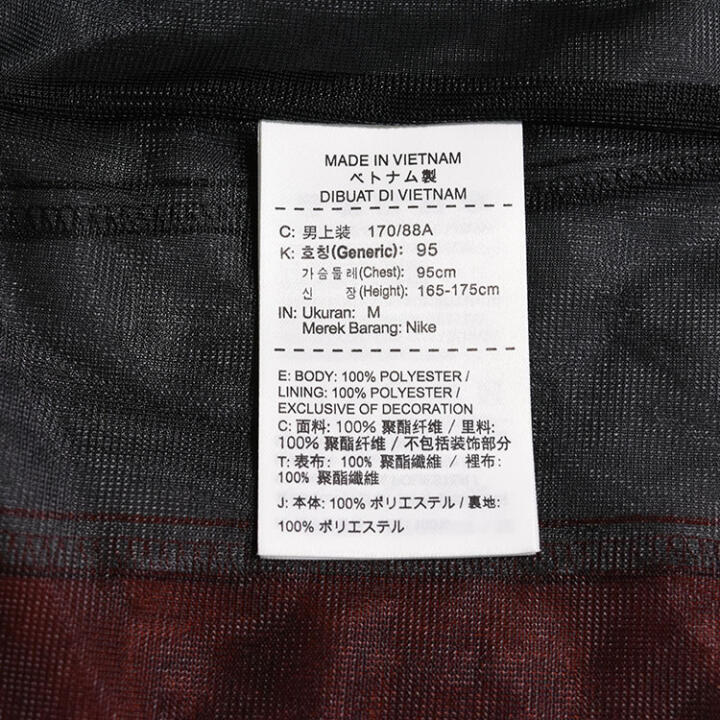 MADE IN VIETNAM
ベトナム製
DIBUAT DI VIETNAM
C: 男上装 170/88A
K: 호칭(Generic): 95
가슴둘레(Chest): 95cm
신 장(Height): 165-175cm
IN: Ukuran: M
Merek Barang: Nike
E: BODY: 100% POLYESTER /
LINING: 100% POLYESTER /
EXCLUSIVE OF DECORATION
C: 面料: 100% 聚酯纤维 / 里料:
100% 聚酯纤维 / 不包括装饰部分
T: 表布: 100% 聚酯纖維 / 裡布:
100% 聚酯纖維
J: 本体: 100% ポリエステル / 裏地:
100% ポリエステル